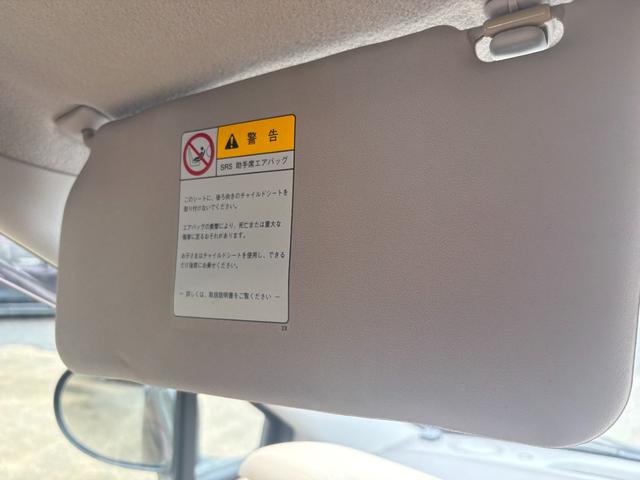 警告
SRS 助手席エアバッグ
このシートに、後ろ向きのチャイルドシートを
取り付けないでください。
エアバッグの衝撃により、死亡または重大な
傷害に至るおそれがあります。
お子さまはチャイルドシートを使用し、できる
だけ後席にお乗せください。
― 詳しくは、取扱説明書をご覧ください ―